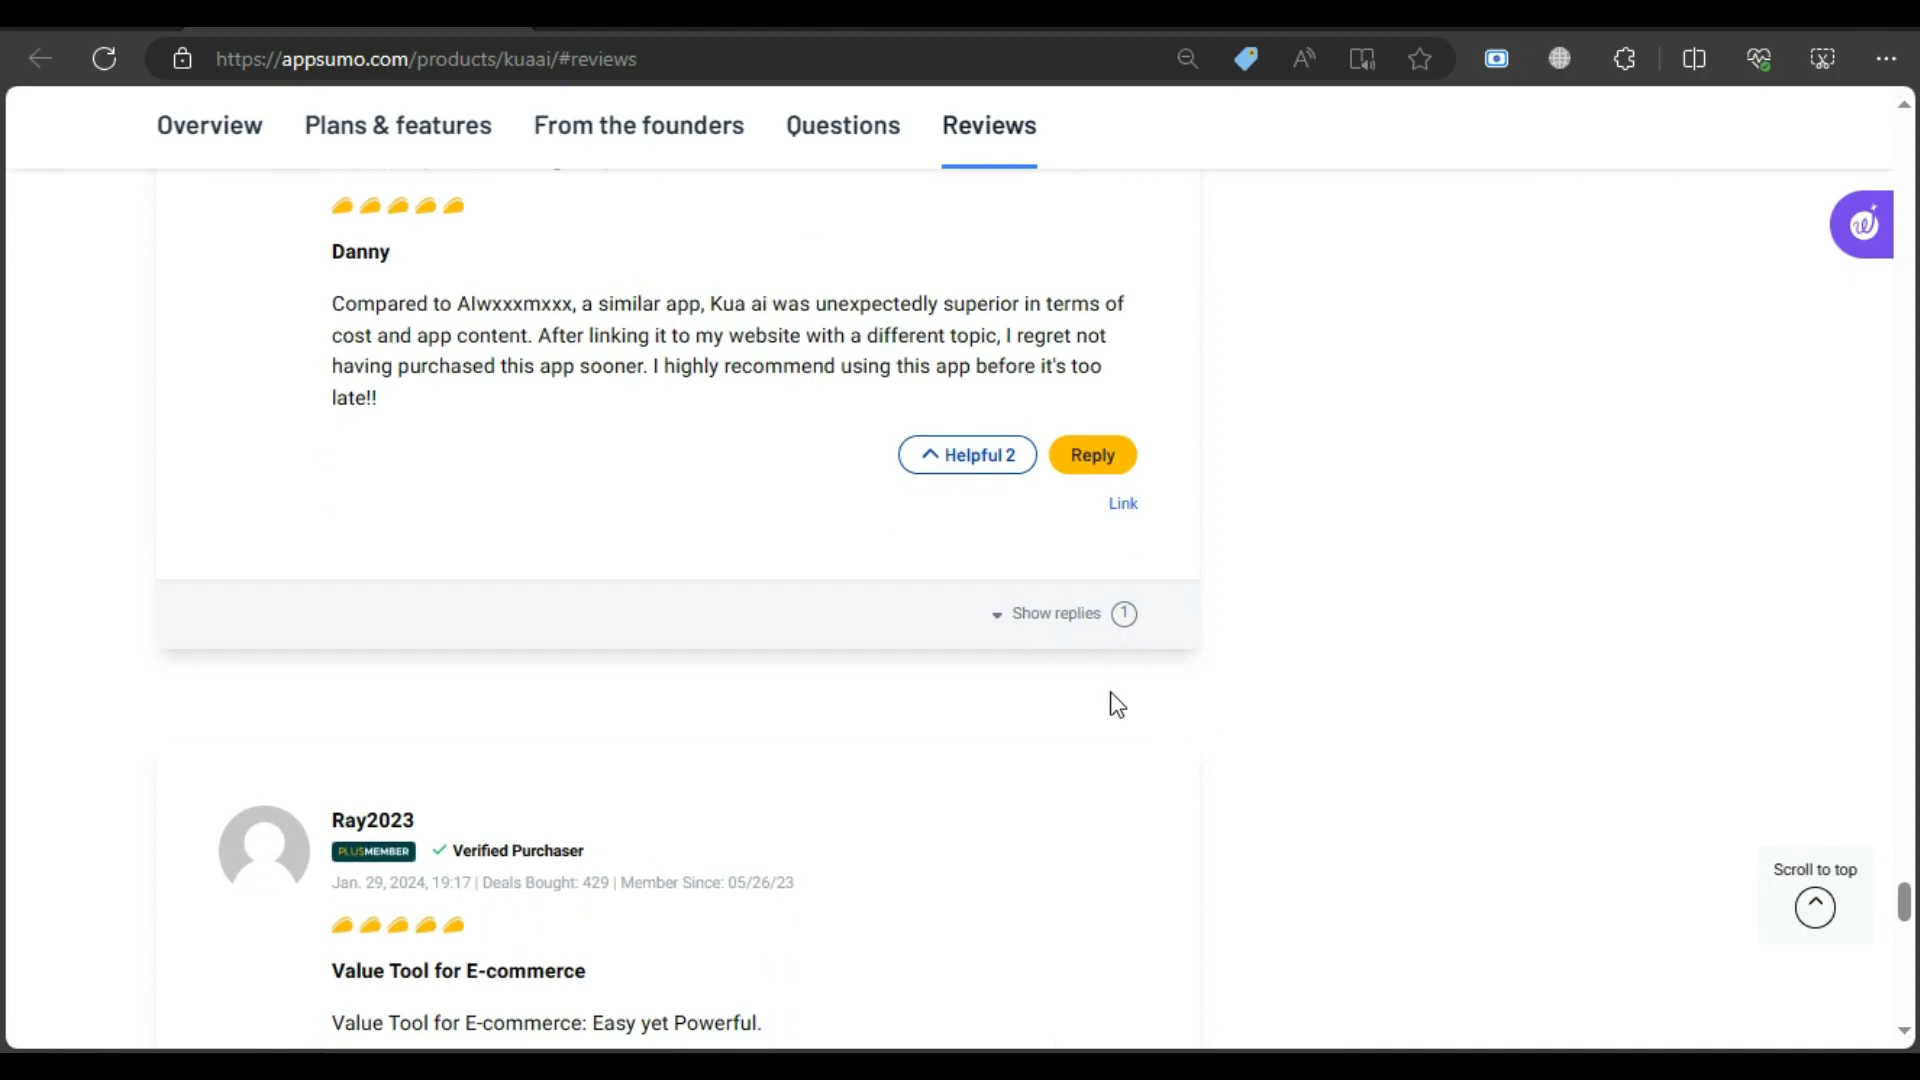 https://appsumo.com/products/kuaai/#reviews
Overview Plans & features From the founders Questions Reviews
Danny
Compared to AIwxxxmxxx, a similar app, Kua ai was unexpectedly superior in terms of
cost and app content. After linking it to my website with a different topic, I regret not
having purchased this app sooner. I highly recommend using this app before it's too
late!!
Helpful 2 Reply
Link
Show replies 1
Ray2023
PLUSMEMBER Verified Purchaser
Jan. 29, 2024, 19:17 | Deals Bought: 429 | Member Since: 05/26/23
Scroll to top
Value Tool for E-commerce
Value Tool for E-commerce: Easy yet Powerful.